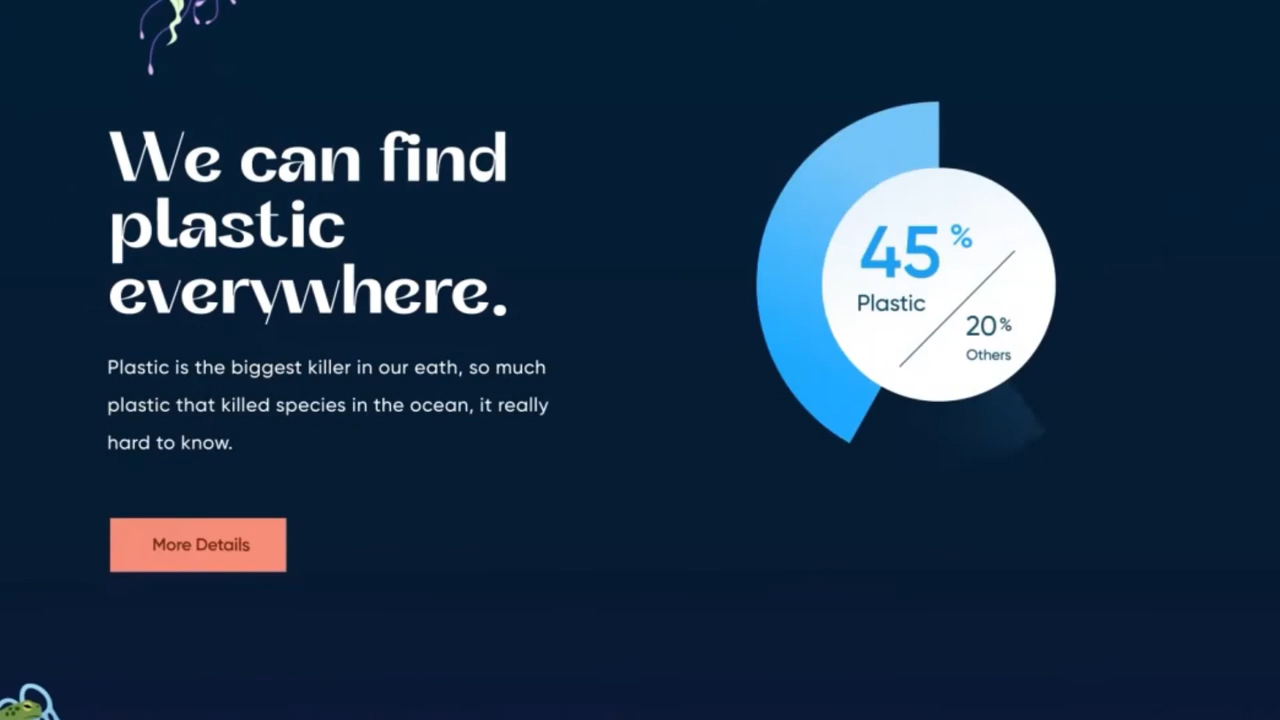 We can find
plastic
everywhere.
Plastic is the biggest killer in our eath, so much
plastic that killed species in the ocean, it really
hard to know.
More Details
45%
Plastic
20%
Others